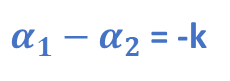 α₁ − α₂ = -k